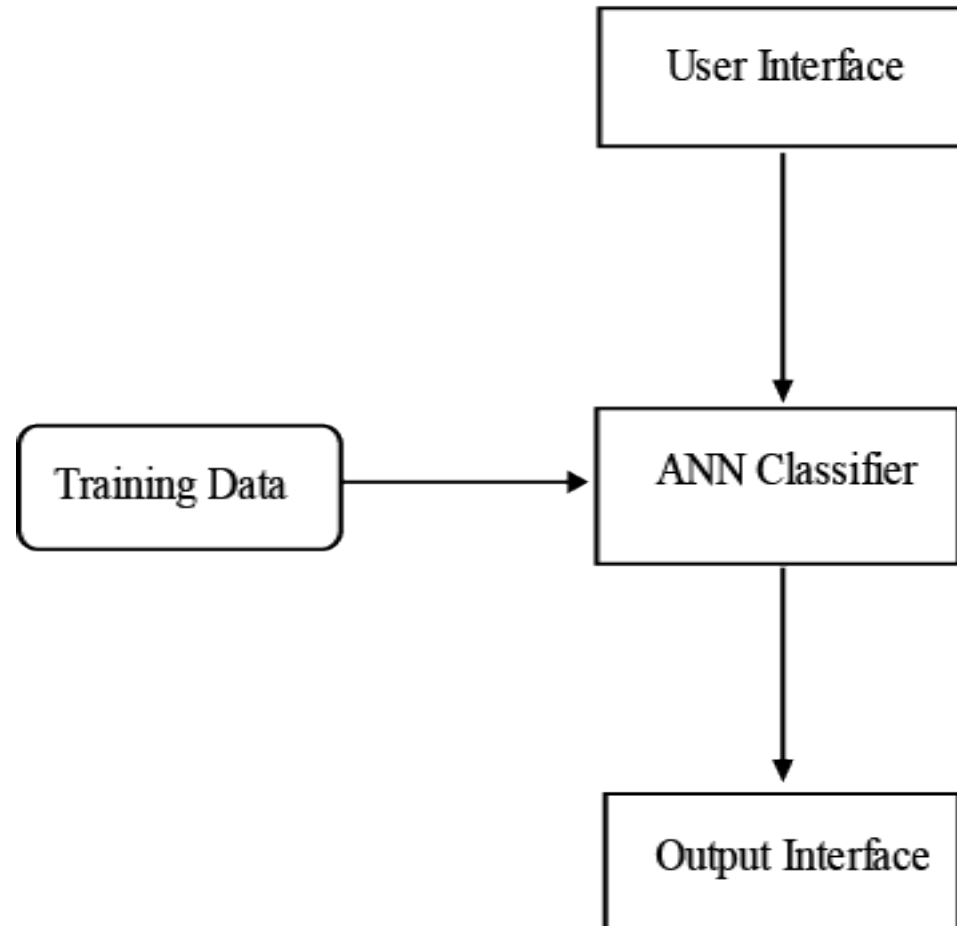 User Interface
ANN Classifier
Training Data
Output Interface